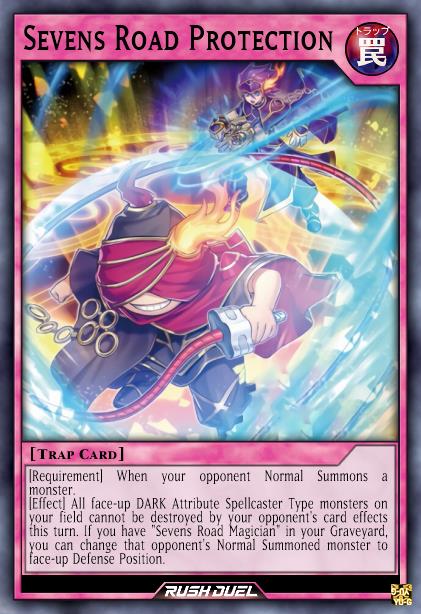 SEVENS ROAD PROTECTION
トラップ
罠
[TRAP CARD]
[Requirement] When your opponent Normal Summons a
monster.
[Effect] All face-up DARK Attribute Spellcaster Type monsters on
your field cannot be destroyed by your opponent's card effects
this turn. If you have "Sevens Road Magician" in your Graveyard,
you can change that opponent's Normal Summoned monster to
face-up Defense Position.
RUSH DUEL